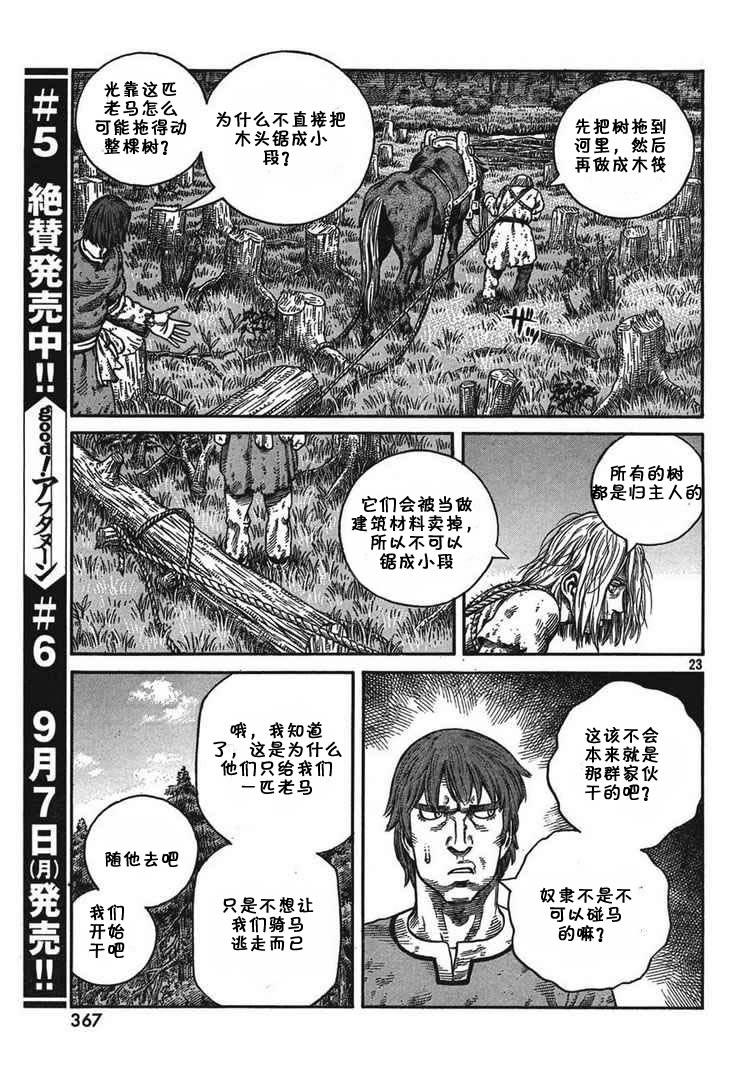 先把树拖到
河里，然后
再做成木筏
为什么不直接把
木头锯成小
段？
光靠这匹
老马怎么
可能拖得动
整棵树？
ザッ
所有的树
都是归主人的
它们会被当做
建筑材料卖掉，
所以不可以
锯成小段
23
这该不会
本来就是
那群家伙
干的吧？
奴隶不是不
可以碰马
的嘛？
哦，我知道
了，这是为什么
他们只给我们
一匹老马
只是不想让
我们骑马
逃走而已
随他去吧
我们
开始
干吧
#5 絶賛発売中!! good!アフタヌーン #6 9月7日(月)発売!!
367